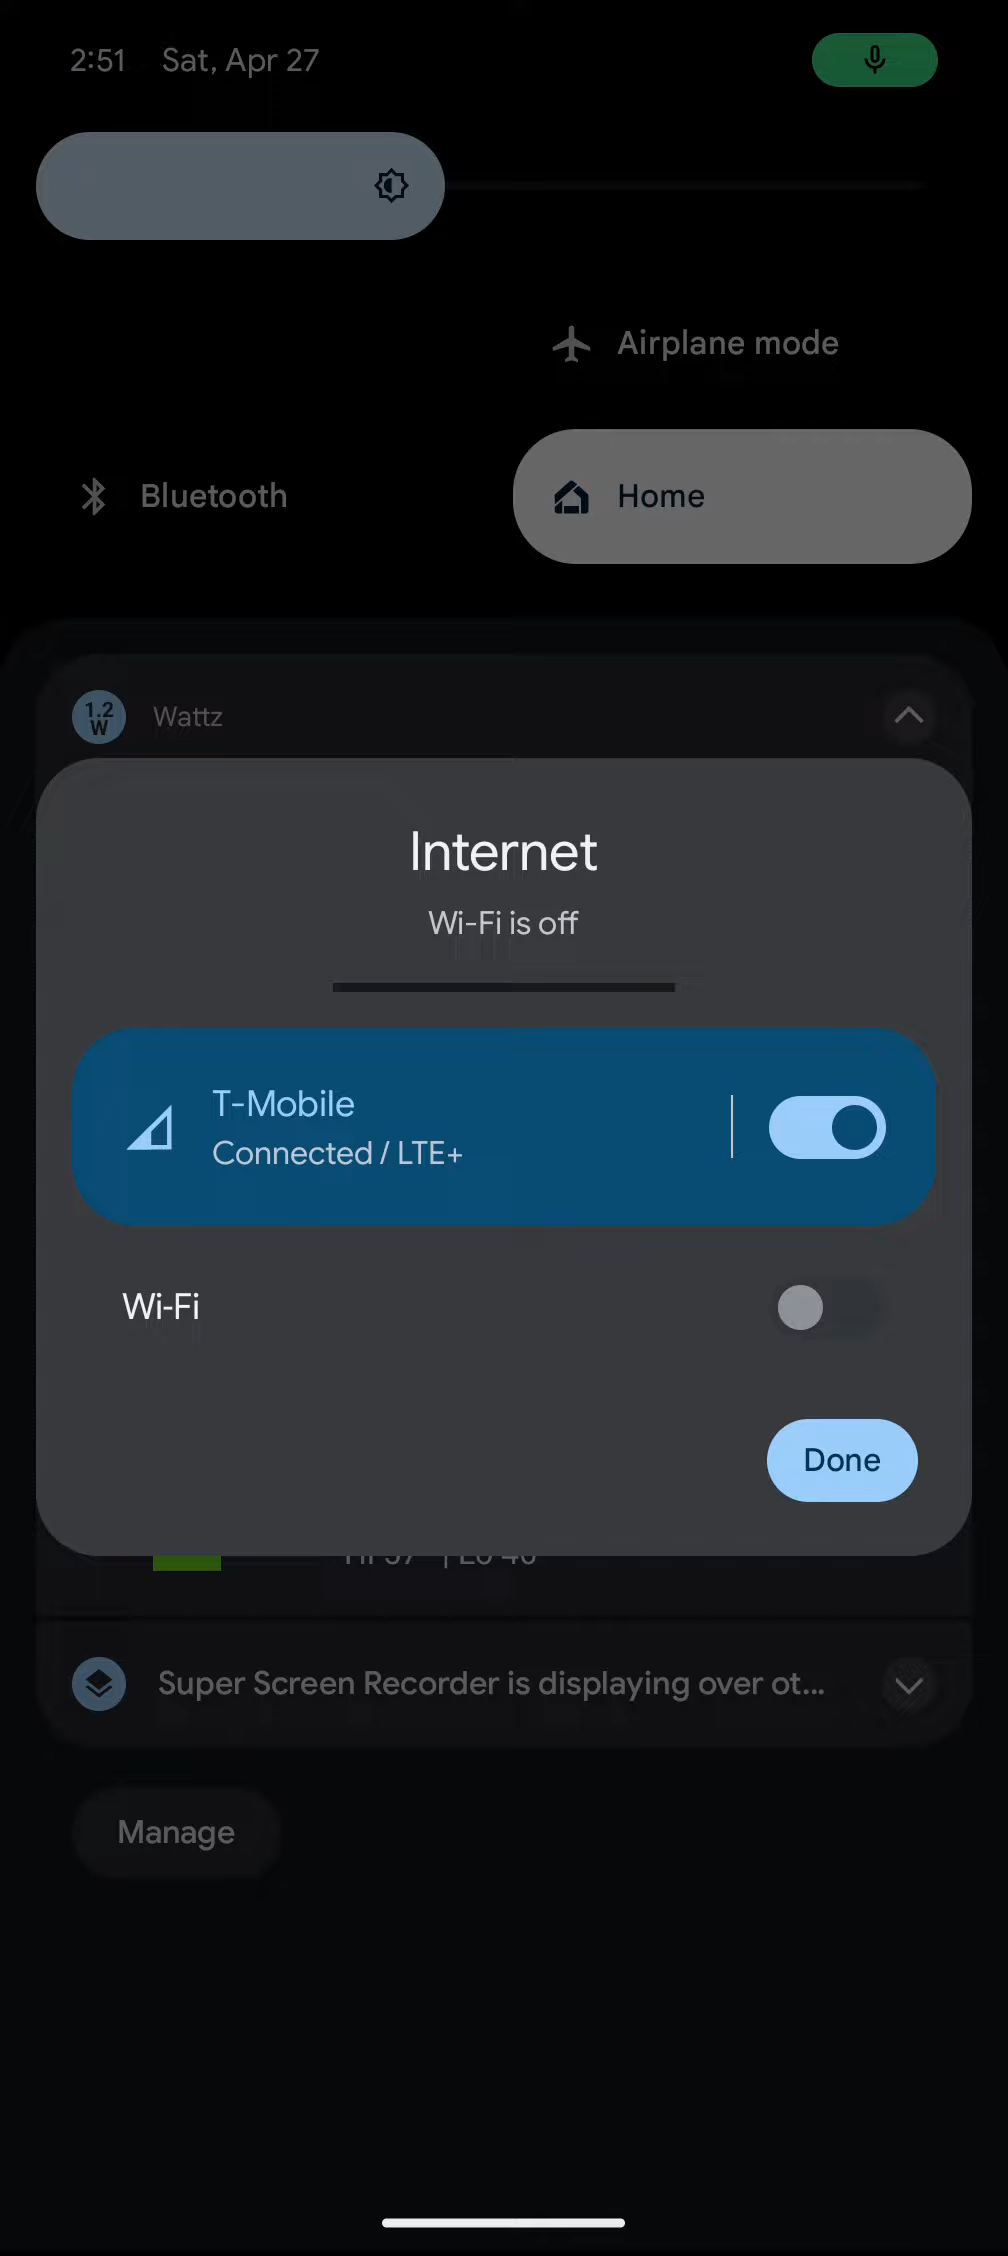 2:51 Sat, Apr 27
Airplane mode
Bluetooth
Home
1.2
W
Wattz
Internet
Wi-Fi is off
T-Mobile
Connected / LTE+
Wi-Fi
Done
Super Screen Recorder is displaying over ot...
Manage